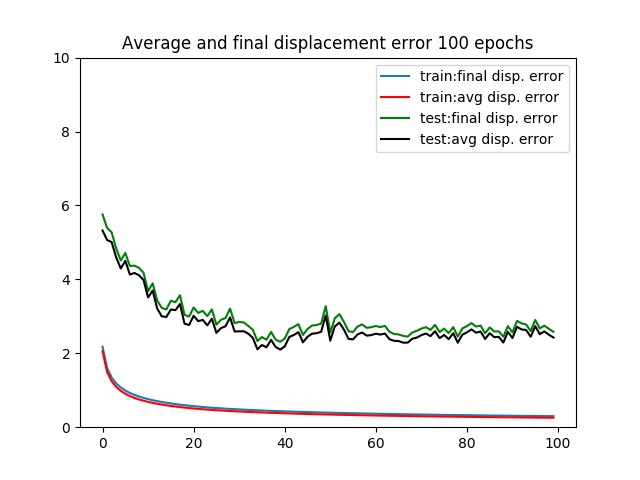 Average and final displacement error 100 epochs
10
8
6
4
2
0
train:final disp. error
train:avg disp. error
test:final disp. error
test:avg disp. error
0 20 40 60 80 100